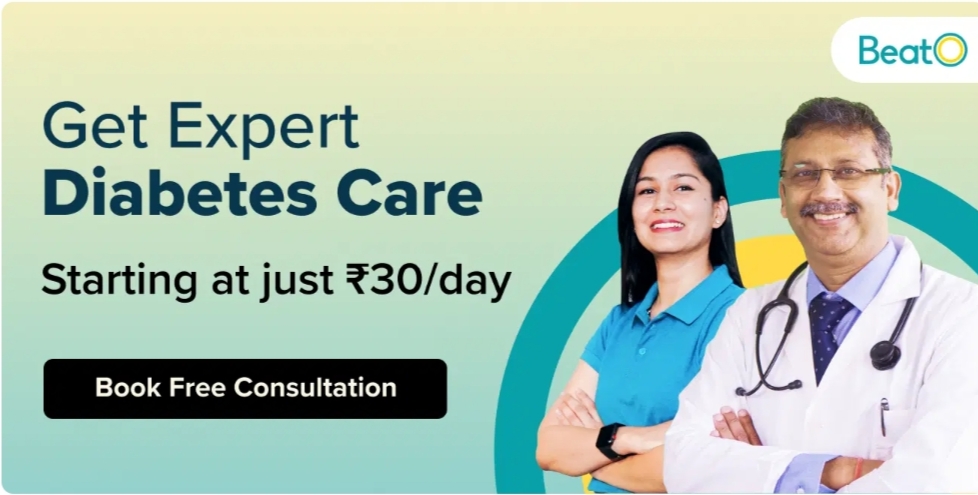 BeatO
Get Expert
Diabetes Care
Starting at just ₹30/day
Book Free Consultation